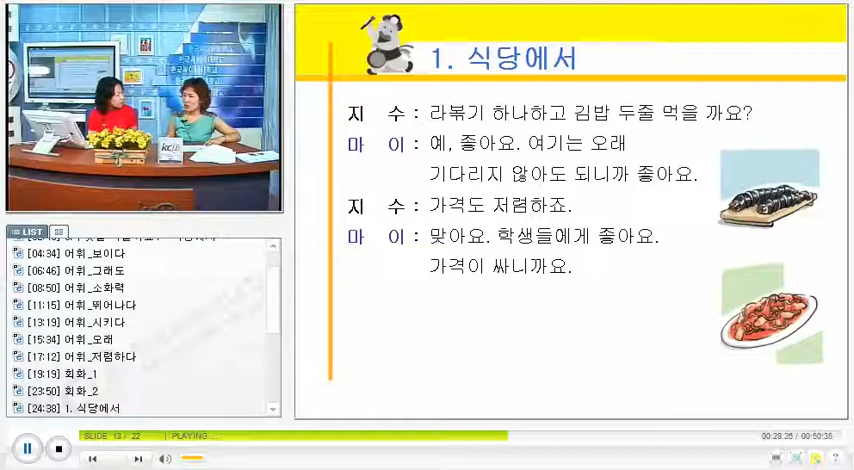 1. 식당에서
지 수 : 라볶기 하나하고 김밥 두줄 먹을 까요?
마 이 : 예, 좋아요. 여기는 오래
기다리지 않아도 되니까 좋아요.
지 수 : 가격도 저렴하죠.
마 이 : 맞아요. 학생들에게 좋아요.
가격이 싸니까요.
LIST
[04:34] 어휘_보이다
[06:46] 어휘_그래도
[08:50] 어휘_소화력
[11:15] 어휘_뛰어나다
[13:19] 어휘_시키다
[15:34] 어휘_오래
[17:12] 어휘_저렴하다
[19:19] 회화_1
[23:50] 회화_2
[24:38] 1. 식당에서
SLIDE 13 / 22 | PLAYING ...
00:28:26 / 00:50:35